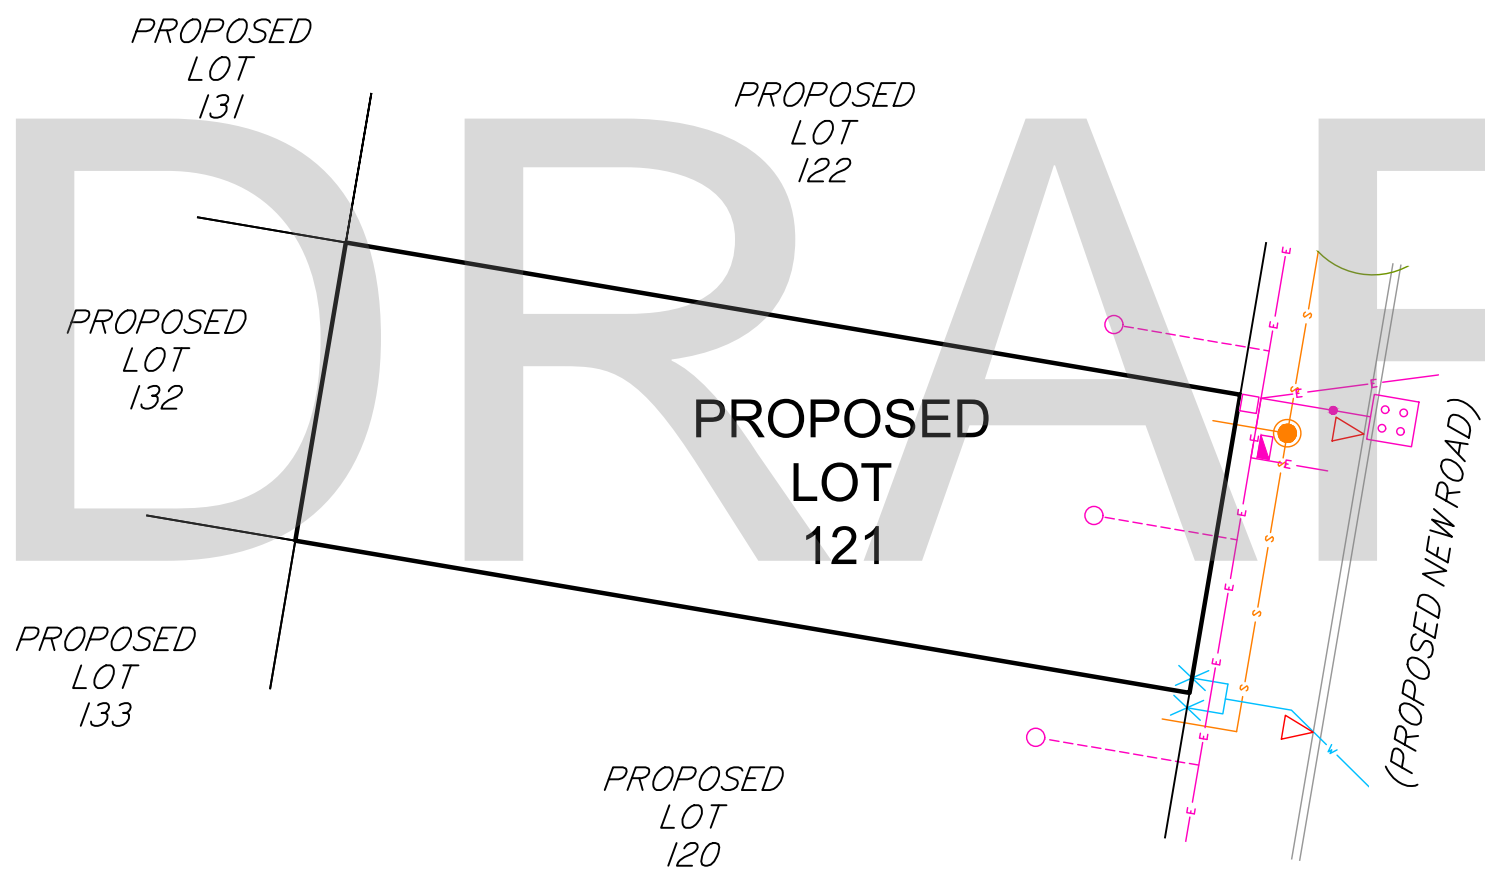 PROPOSED
LOT
131
PROPOSED
LOT
122
DRAF
PROPOSED
LOT
132
PROPOSED
LOT
121
PROPOSED
LOT
133
PROPOSED
LOT
120
(PROPOSED NEW ROAD)
E
E
S
E
S
E
E
S
E
E
S
E
S
E
S
E
E
W